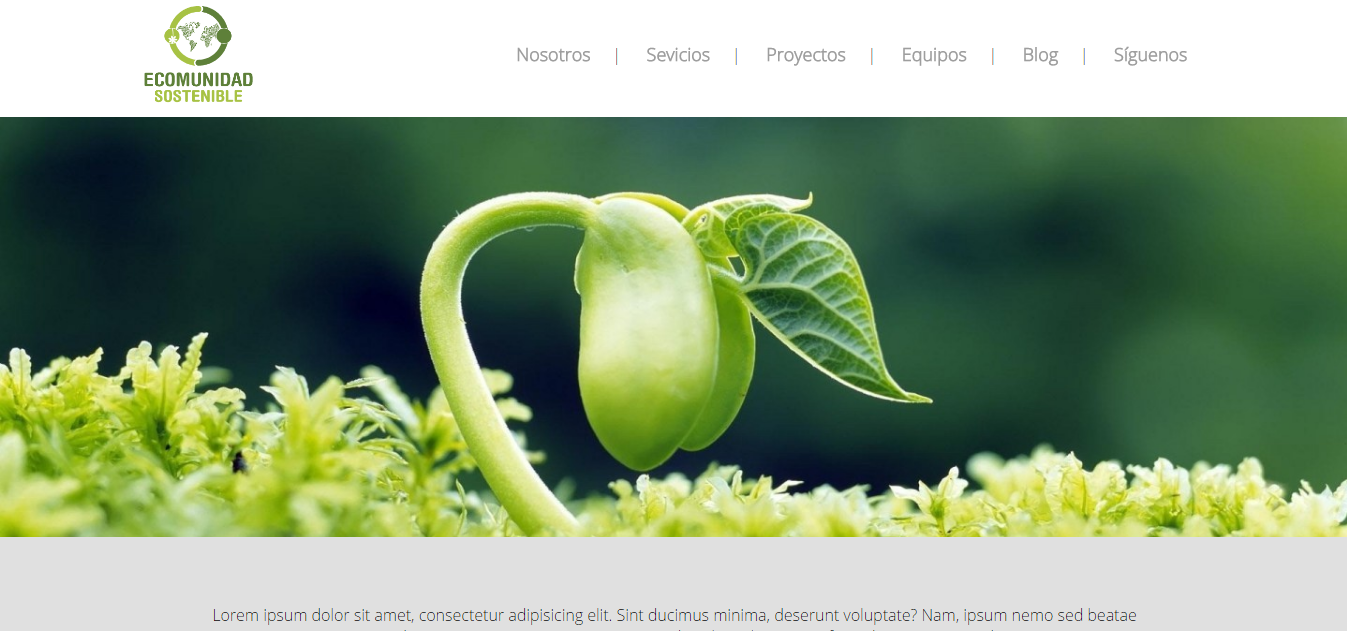 ECOMUNIDAD
SOSTENIBLE
Nosotros | Sevicios | Proyectos | Equipos | Blog | Síguenos
Lorem ipsum dolor sit amet, consectetur adipisicing elit. Sint ducimus minima, deserunt voluptate? Nam, ipsum nemo sed beatae